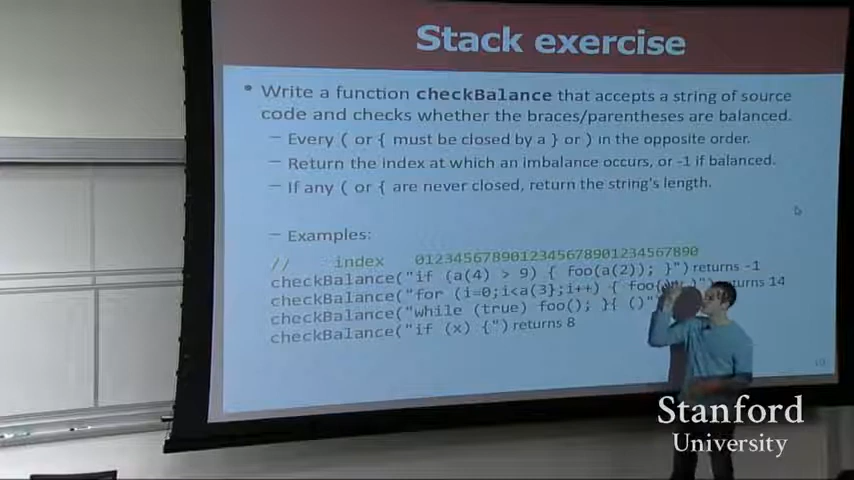 Stack exercise
• Write a function checkBalance that accepts a string of source
code and checks whether the braces/parentheses are balanced.
– Every ( or { must be closed by a } or ) in the opposite order.
– Return the index at which an imbalance occurs, or -1 if balanced.
– If any ( or { are never closed, return the string's length.
– Examples:
// index 0123456789012345678901234567890
checkBalance("if (a(4) > 9) { foo(a(2)); }") returns -1
checkBalance("for (i=0;i<a(3};i++) { foo returns 14
checkBalance("while (true) foo(); }{ ()"
checkBalance("if (x) {") returns 8
Stanford
University